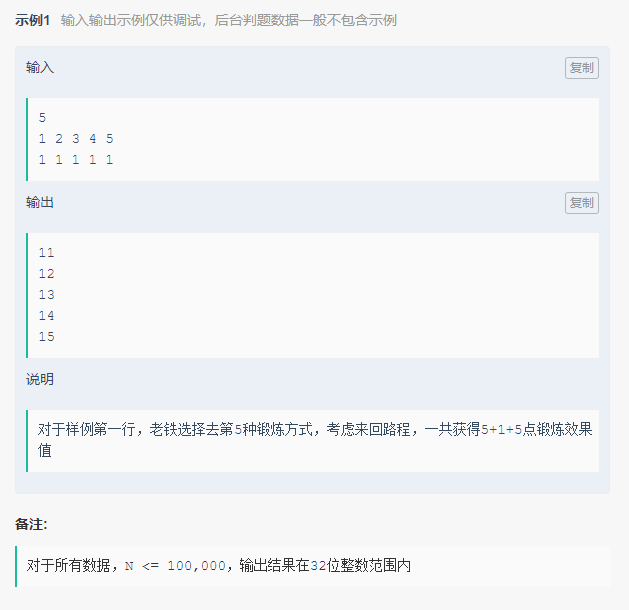 示例1 输入输出示例仅供调试，后台判题数据一般不包含示例
输入
复制
5
1 2 3 4 5
1 1 1 1 1
输出
复制
11
12
13
14
15
说明
对于样例第一行，老铁选择去第5种锻炼方式，考虑来回路程，一共获得5+1+5点锻炼效果
值
备注:
对于所有数据，N <= 100,000，输出结果在32位整数范围内